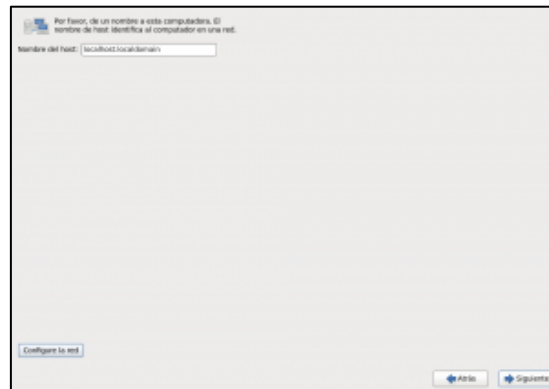 Por favor, de un nombre a esta computadora. El
nombre de host identifica al computador en una red.
Nombre del host: localhost.localdomain
Configure la red
Atrás
Siguiente